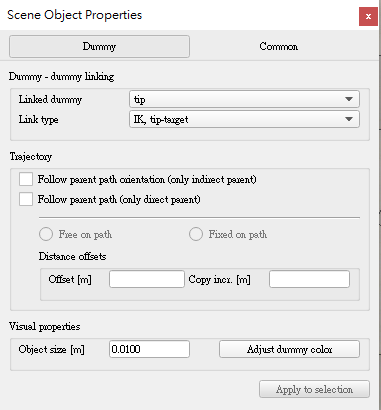 Scene Object Properties
x
Dummy Common
Dummy - dummy linking
Linked dummy tip
Link type IK, tip-target
Trajectory
Follow parent path orientation (only indirect parent)
Follow parent path (only direct parent)
Free on path Fixed on path
Distance offsets
Offset [m] Copy incr. [m]
Visual properties
Object size [m] 0.0100 Adjust dummy color
Apply to selection